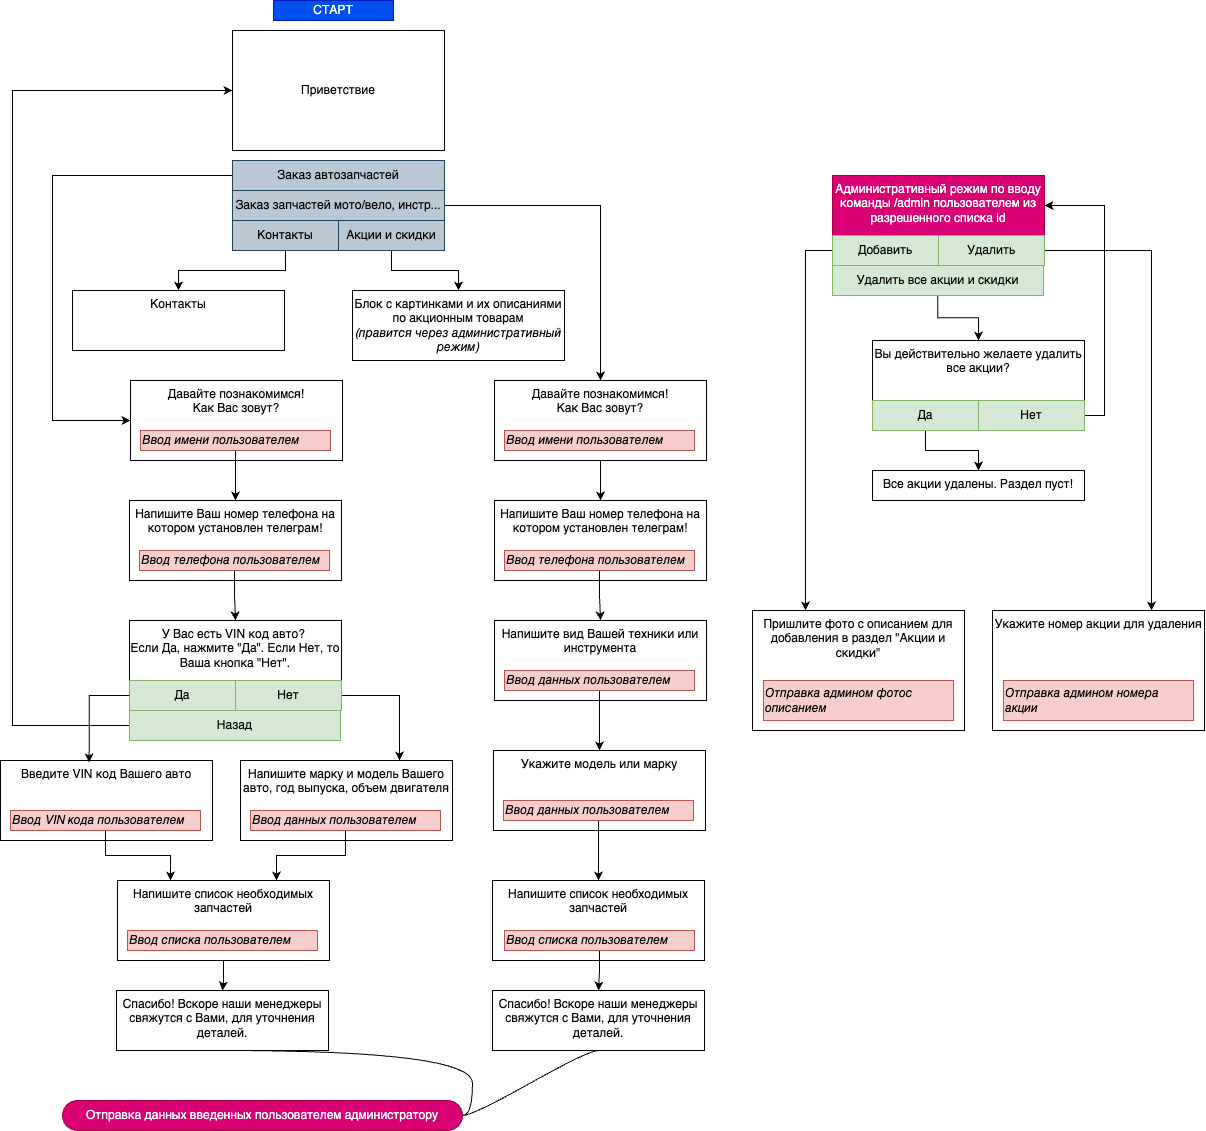 СТАРТ
Приветствие
Заказ автозапчастей
Заказ запчастей мото/вело, инстр...
Контакты
Акции и скидки
Контакты
Блок с картинками и их описаниями
по акционным товарам
(правится через административный
режим)
Давайте познакомимся!
Как Вас зовут?
Ввод имени пользователем
Напишите Ваш номер телефона на
котором установлен телеграм!
Ввод телефона пользователем
У Вас есть VIN код авто?
Если Да, нажмите "Да". Если Нет, то
Ваша кнопка "Нет".
Да
Нет
Назад
Введите VIN код Вашего авто
Ввод VIN кода пользователем
Напишите марку и модель Вашего
авто, год выпуска, объем двигателя
Ввод данных пользователем
Напишите список необходимых
запчастей
Ввод списка пользователем
Спасибо! Вскоре наши менеджеры
свяжутся с Вами, для уточнения
деталей.
Давайте познакомимся!
Как Вас зовут?
Ввод имени пользователем
Напишите Ваш номер телефона на
котором установлен телеграм!
Ввод телефона пользователем
Напишите вид Вашей техники или
инструмента
Ввод данных пользователем
Укажите модель или марку
Ввод данных пользователем
Напишите список необходимых
запчастей
Ввод списка пользователем
Спасибо! Вскоре наши менеджеры
свяжутся с Вами, для уточнения
деталей.
Отправка данных введенных пользователем администратору
Административный режим по вводу
команды /admin пользователем из
разрешенного списка id
Добавить
Удалить
Удалить все акции и скидки
Вы действительно желаете удалить
все акции?
Да
Нет
Все акции удалены. Раздел пуст!
Пришлите фото с описанием для
добавления в раздел "Акции и
скидки"
Отправка админом фотос
описанием
Укажите номер акции для удаления
Отправка админом номера
акции